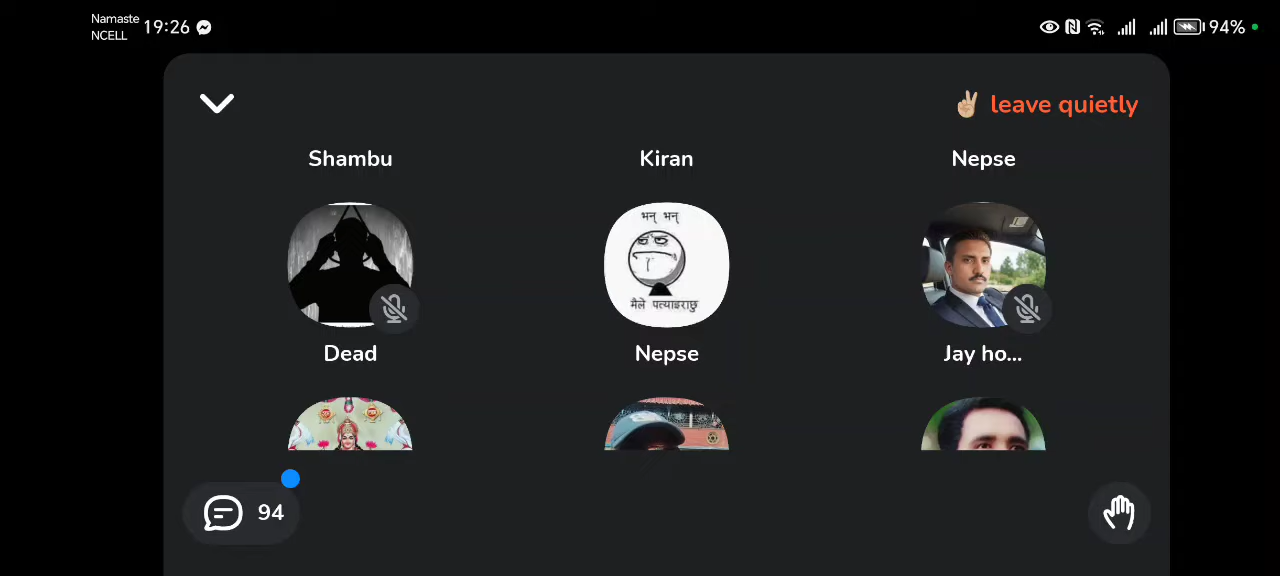 Namaste
NCELL
19:26
94%
✌🏼 leave quietly
Shambu
Kiran
Nepse
भन् भन्
मैले पत्याइराछु
Dead
Nepse
Jay ho...
94